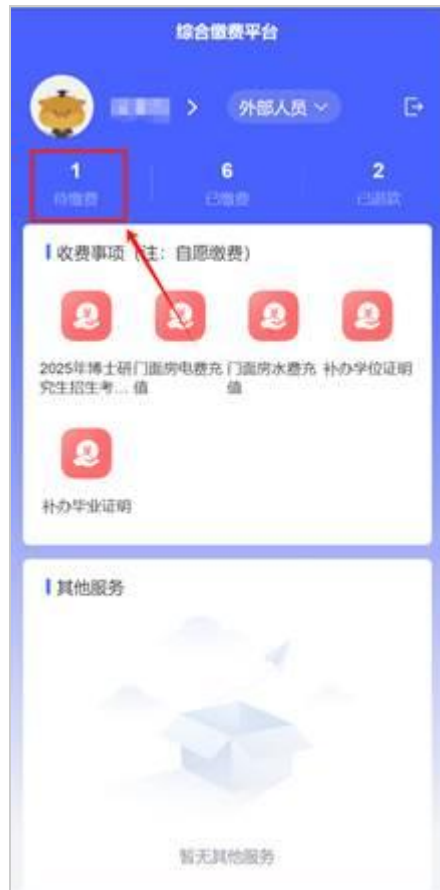 综合缴费平台
外部人员
1
6
2
待缴费
已缴费
已退款
收费事项（注：自愿缴费）
2025年博士研究生招生考...
门面房电费充值
门面房水费充值
补办学位证明
补办毕业证明
其他服务
暂无其他服务